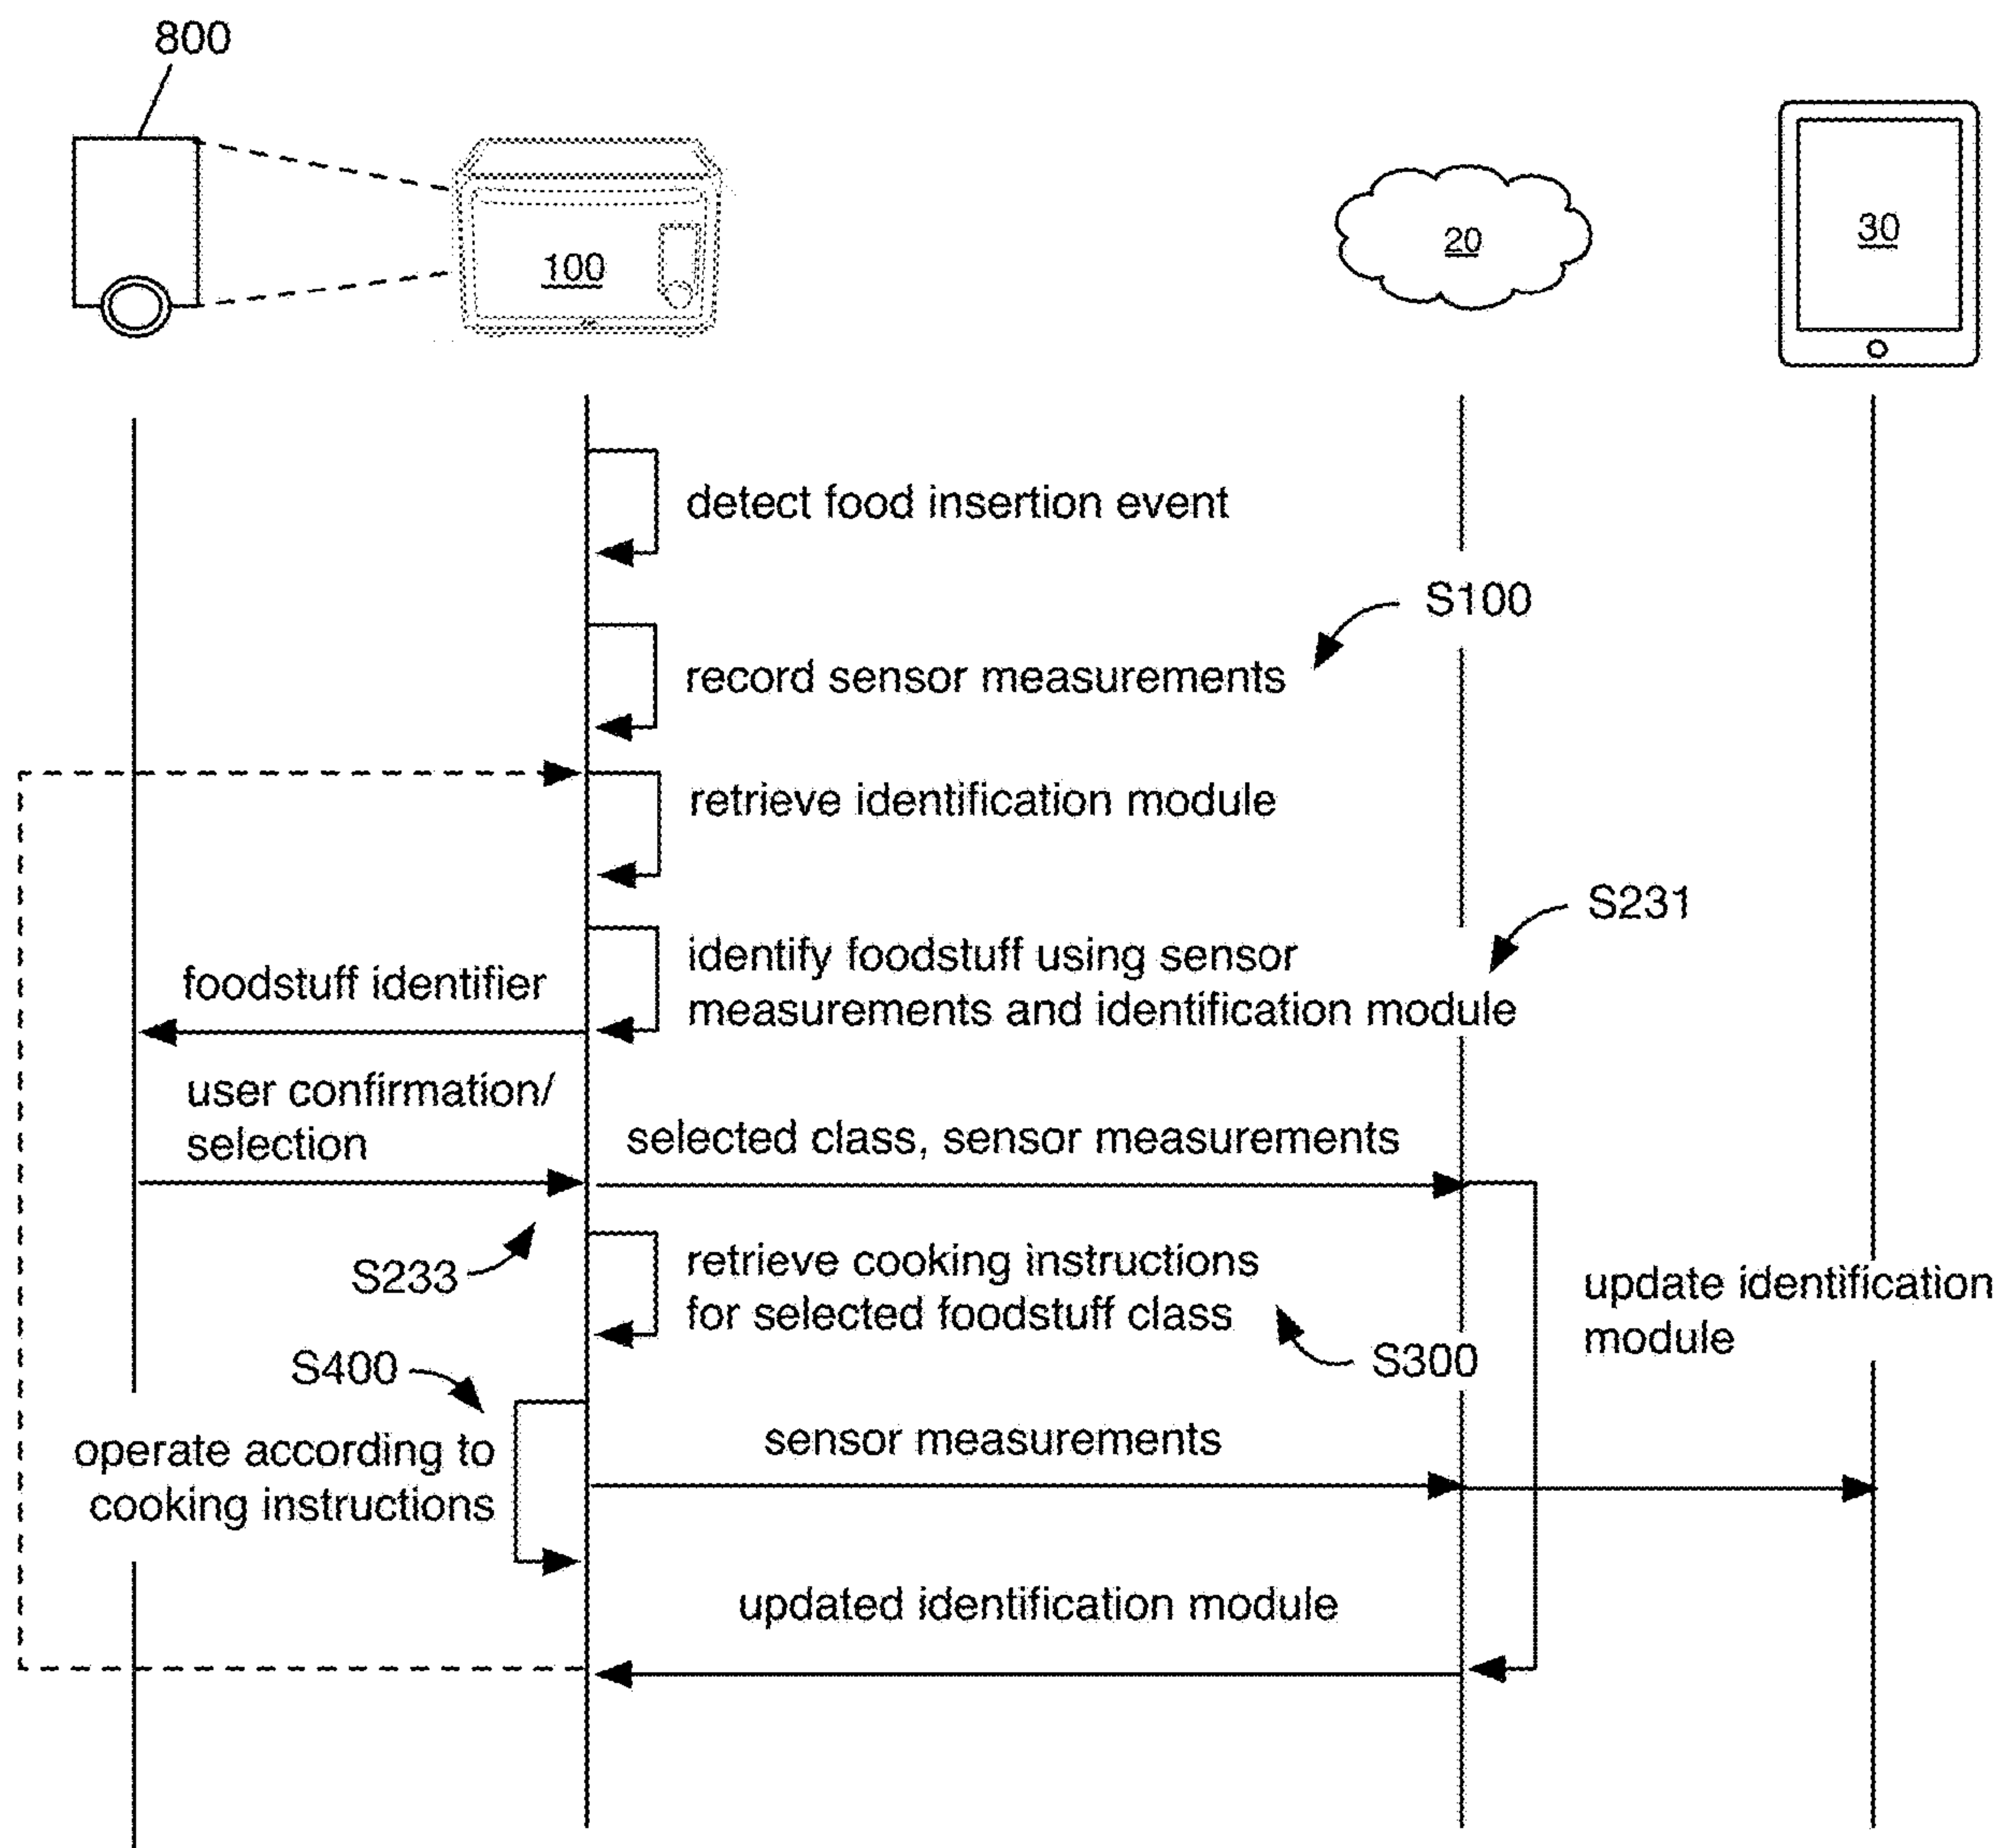 800
100
20
30
detect food insertion event
S100
record sensor measurements
retrieve identification module
S231
identify foodstuff using sensor
measurements and identification module
foodstuff identifier
user confirmation/
selection
selected class, sensor measurements
S233
retrieve cooking instructions
for selected foodstuff class
update identification
module
S300
S400
operate according to
cooking instructions
sensor measurements
updated identification module